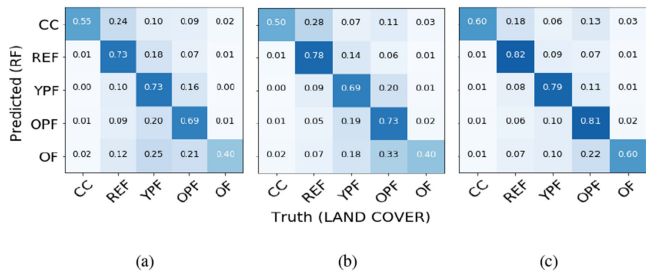 CC 0.55 0.24 0.10 0.09 0.02
REF 0.01 0.73 0.18 0.07 0.01
YPF 0.00 0.10 0.73 0.16 0.00
OPF 0.01 0.09 0.20 0.69 0.01
OF 0.02 0.12 0.25 0.21 0.40
CC REF YPF OPF OF
0.50 0.28 0.07 0.11 0.03
0.01 0.78 0.14 0.06 0.01
0.00 0.09 0.69 0.20 0.01
0.01 0.05 0.19 0.73 0.02
0.02 0.07 0.18 0.33 0.40
CC REF YPF OPF OF
0.60 0.18 0.06 0.13 0.03
0.01 0.82 0.09 0.07 0.01
0.01 0.08 0.79 0.11 0.01
0.01 0.06 0.10 0.81 0.02
0.01 0.07 0.10 0.22 0.60
CC REF YPF OPF OF
Predicted (RF)
Truth (LAND COVER)
(a) (b) (c)